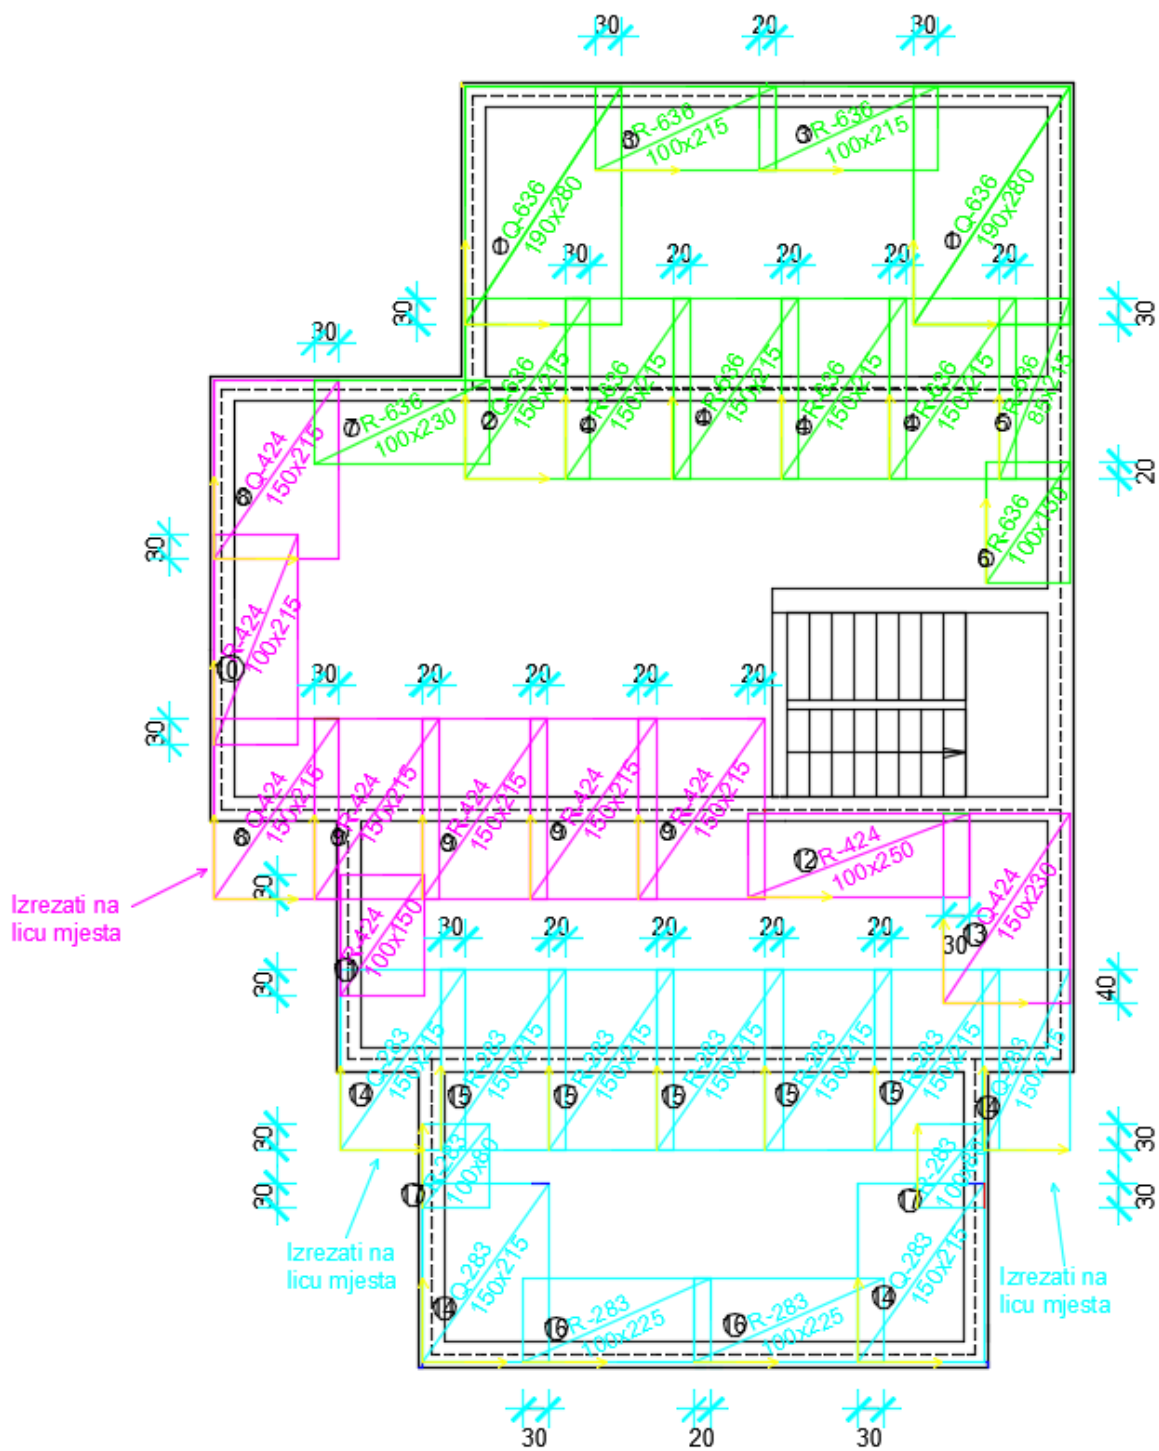 30
20
30
3
R-636
100x215
3
R-636
100x215
1
Q-636
190x280
1
Q-636
190x280
30
20
20
20
20
30
30
30
7
R-636
100x230
2
Q-636
150x215
4
R-636
150x215
4
R-636
150x215
4
R-636
150x215
4
R-636
150x215
5
R-636
85x215
20
8
Q-424
150x215
6
R-636
100x150
30
10
R-424
100x215
30
20
20
20
20
30
8
Q-424
150x215
9
R-424
150x215
9
R-424
150x215
9
R-424
150x215
9
R-424
150x215
12
R-424
100x250
Izrezati na
licu mjesta
30
11
R-424
100x150
30
20
20
20
20
30
13
Q-424
150x230
30
40
14
Q-283
150x215
15
R-283
150x215
15
R-283
150x215
15
R-283
150x215
15
R-283
150x215
15
R-283
150x215
14
Q-283
150x215
30
30
17
R-283
100x80
17
R-283
100x80
30
30
Izrezati na
licu mjesta
14
Q-283
150x215
16
R-283
100x225
16
R-283
100x225
14
Q-283
150x215
Izrezati na
licu mjesta
30
20
30